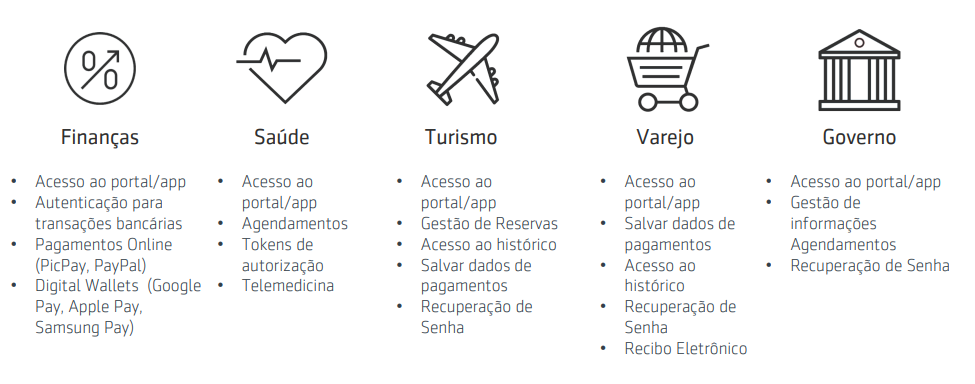 Finanças
• Acesso ao portal/app
• Autenticação para
transações bancárias
• Pagamentos Online
(PicPay, PayPal)
• Digital Wallets (Google
Pay, Apple Pay,
Samsung Pay)
Saúde
• Acesso ao
portal/app
• Agendamentos
• Tokens de
autorização
• Telemedicina
Turismo
• Acesso ao
portal/app
• Gestão de Reservas
• Acesso ao histórico
• Salvar dados de
pagamentos
• Recuperação de
Senha
Varejo
• Acesso ao
portal/app
• Salvar dados de
pagamentos
• Acesso ao
histórico
• Recuperação de
Senha
• Recibo Eletrônico
Governo
• Acesso ao portal/app
• Gestão de
informações
Agendamentos
• Recuperação de Senha